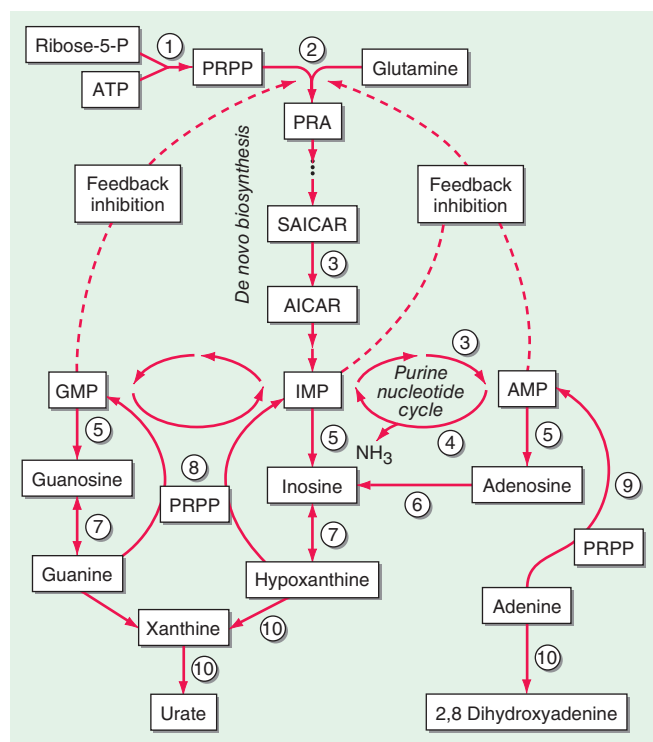 Ribose-5-P
1
2
ATP
PRPP
Glutamine
PRA
De novo biosynthesis
Feedback
inhibition
Feedback
inhibition
SAICAR
3
AICAR
3
GMP
IMP
Purine
nucleotide
cycle
AMP
5
5
NH3
4
5
Guanosine
8
PRPP
Inosine
6
Adenosine
9
7
7
PRPP
Guanine
Hypoxanthine
Adenine
Xanthine
10
10
10
Urate
2,8 Dihydroxyadenine